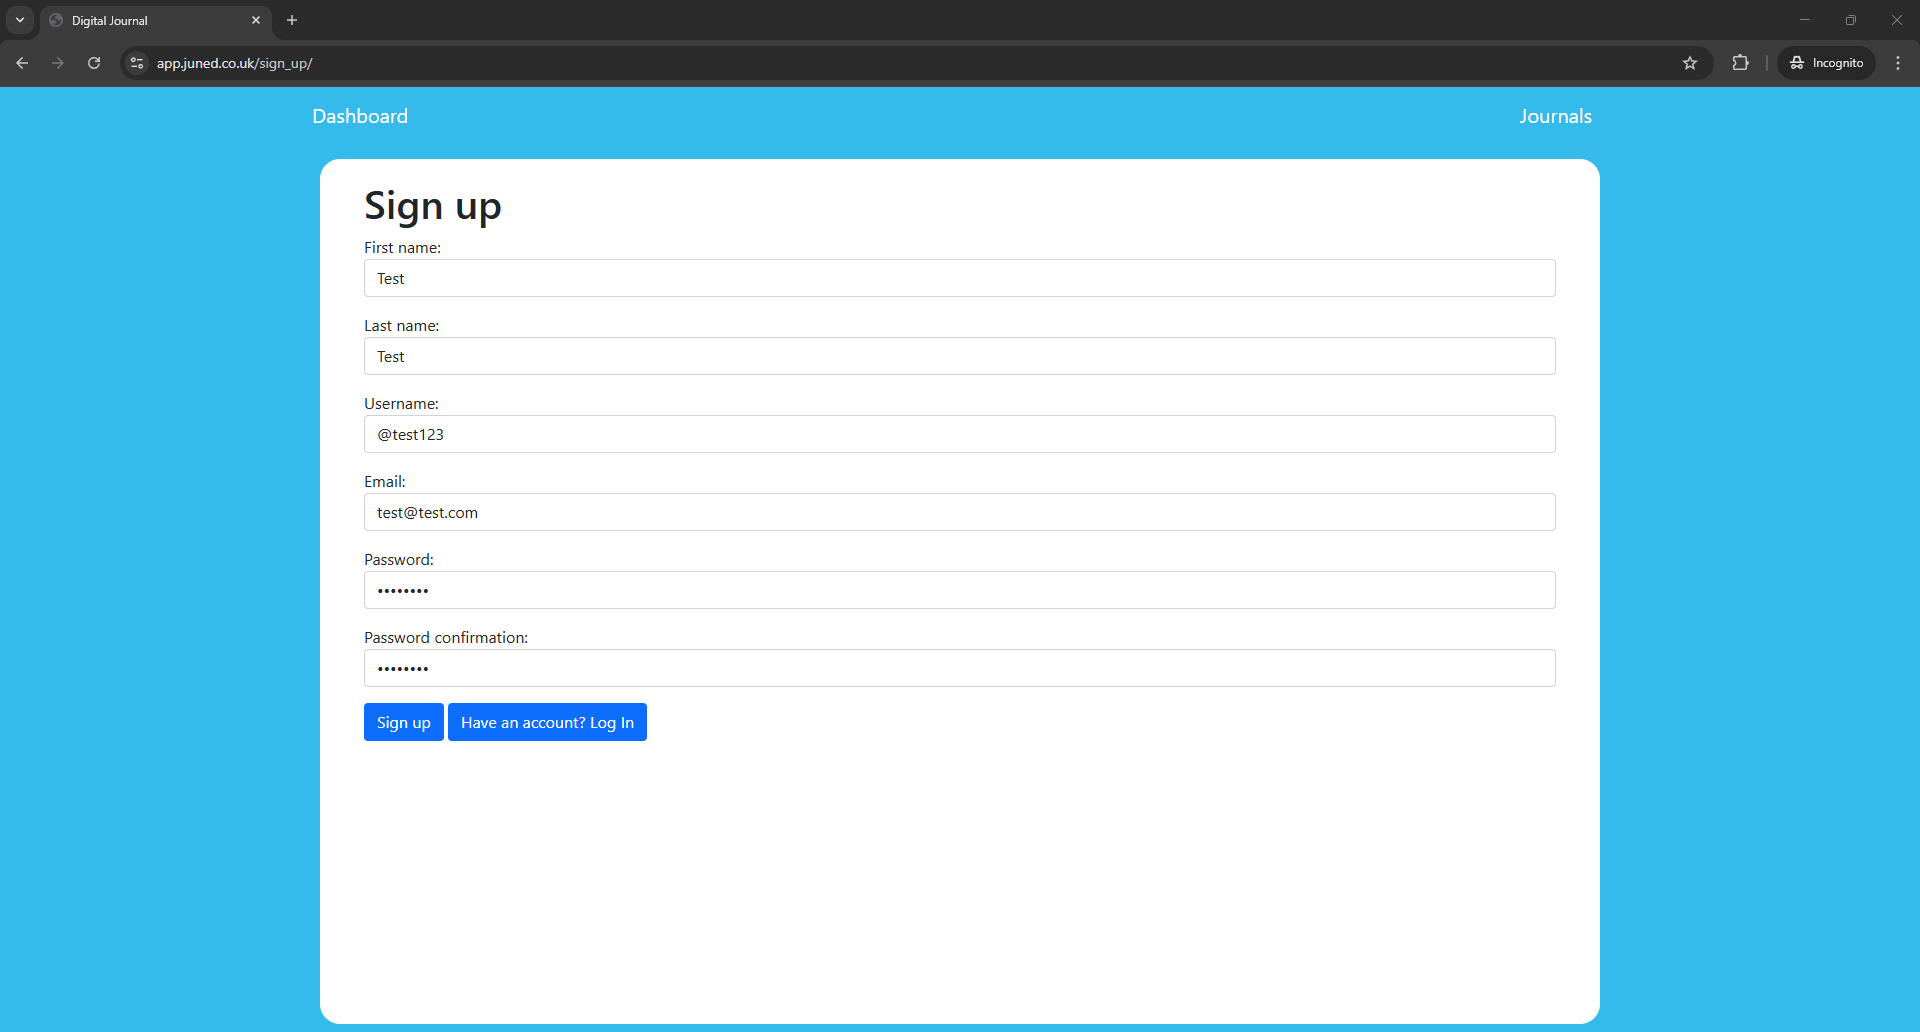 Digital Journal
app.juned.co.uk/sign_up/
Incognito
Dashboard
Journals
Sign up
First name:
Test
Last name:
Test
Username:
@test123
Email:
test@test.com
Password:
••••••••
Password confirmation:
••••••••
Sign up
Have an account? Log In